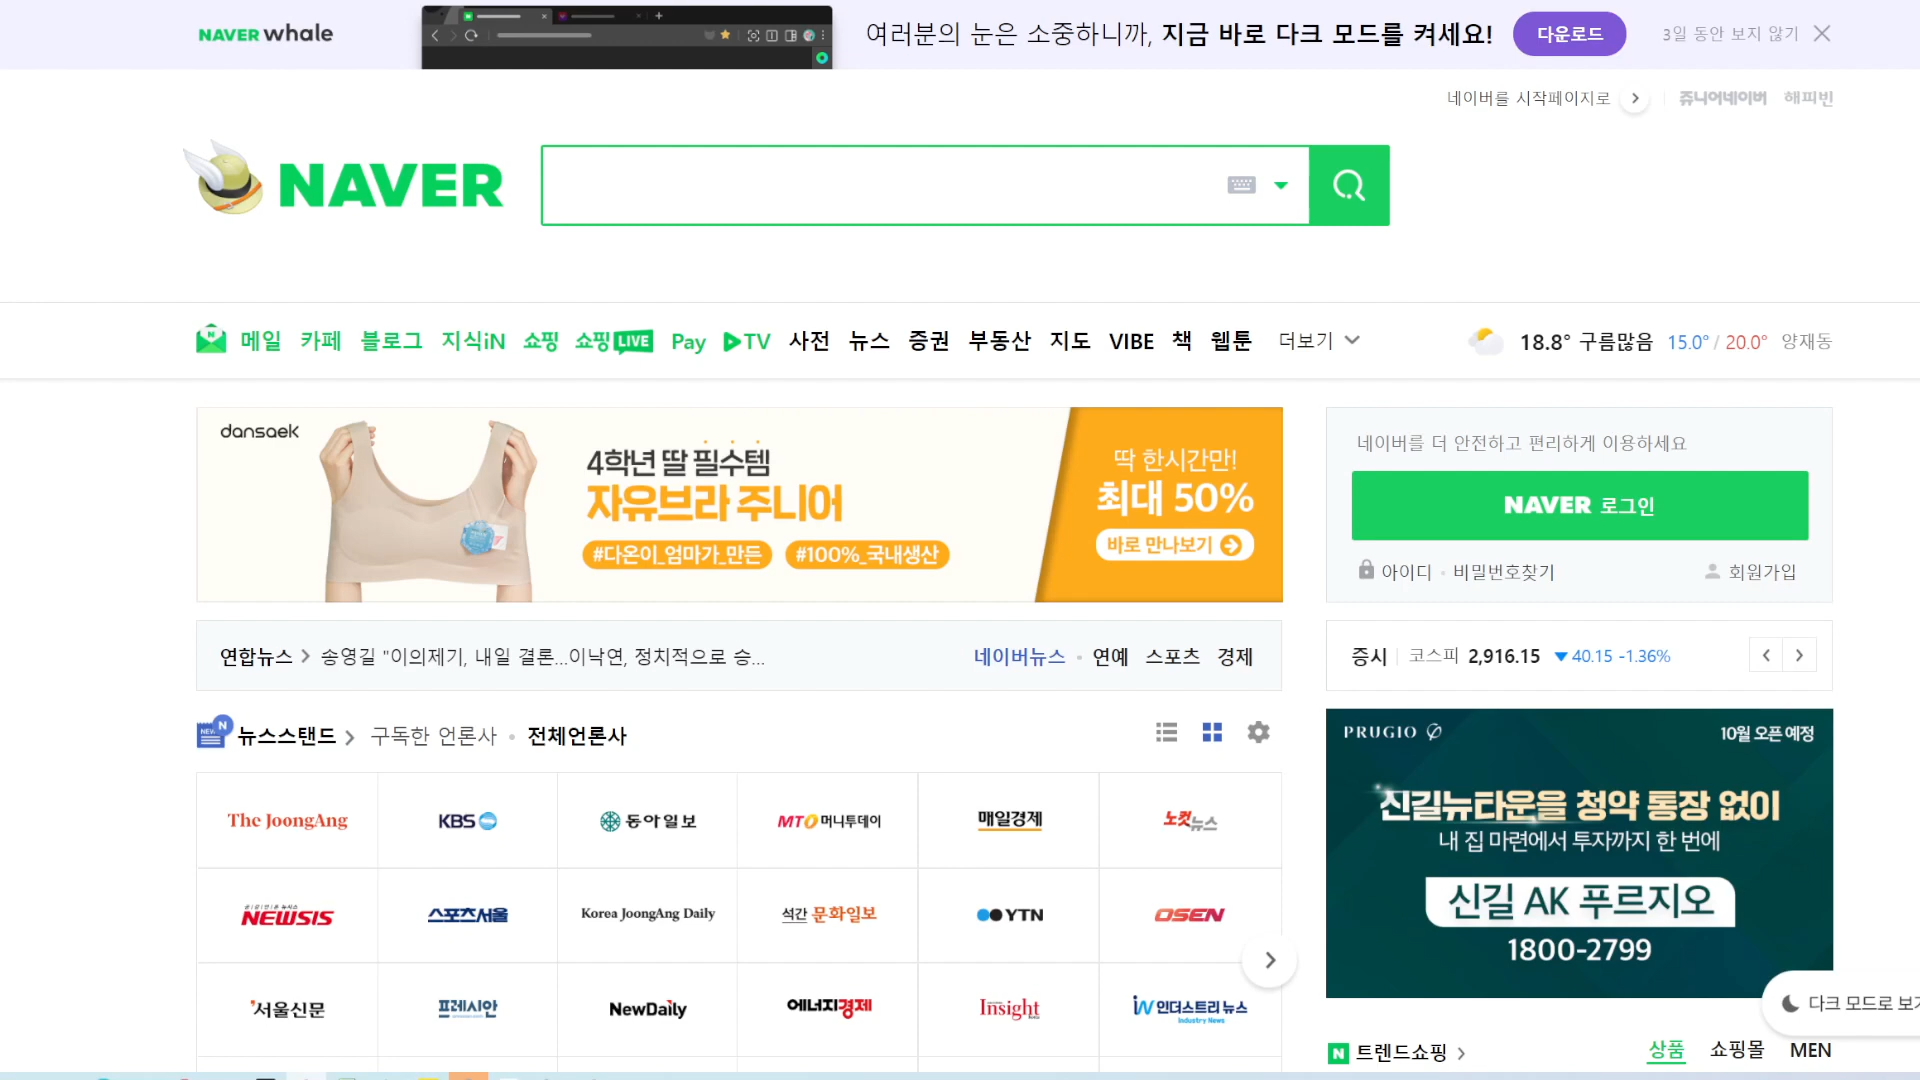 NAVER whale
여러분의 눈은 소중하니까, 지금 바로 다크 모드를 켜세요!
다운로드
3일 동안 보지 않기
네이버를 시작페이지로
쥬니어네이버 해피빈
NAVER
메일 카페 블로그 지식iN 쇼핑 쇼핑LIVE Pay TV 사전 뉴스 증권 부동산 지도 VIBE 책 웹툰 더보기
18.8° 구름많음 15.0° / 20.0° 양재동
dansaek
4학년 딸 필수템
자유브라 주니어
#다온이_엄마가_만든 #100%_국내생산
딱 한시간만!
최대 50%
바로 만나보기
네이버를 더 안전하고 편리하게 이용하세요
NAVER 로그인
아이디 · 비밀번호찾기
회원가입
연합뉴스 > 송영길 "이의제기, 내일 결론...이낙연, 정치적으로 승...
네이버뉴스 · 연예 스포츠 경제
증시 코스피 2,916.15 ▼40.15 -1.36%
뉴스스탠드 > 구독한 언론사 · 전체언론사
The JoongAng KBS 동아일보 MTO 머니투데이 매일경제 노컷뉴스
NEWSIS 스포츠서울 Korea JoongAng Daily 석간 문화일보 YTN OSEN
서울신문 프레시안 NewDaily 에너지경제 Insight iN 인더스트리 뉴스
Industry News
PRUGIO
10월 오픈 예정
신길뉴타운을 청약 통장 없이
내 집 마련에서 투자까지 한 번에
신길 AK 푸르지오
1800-2799
다크 모드로 보기
N 트렌드쇼핑 >
상품 쇼핑몰 MEN